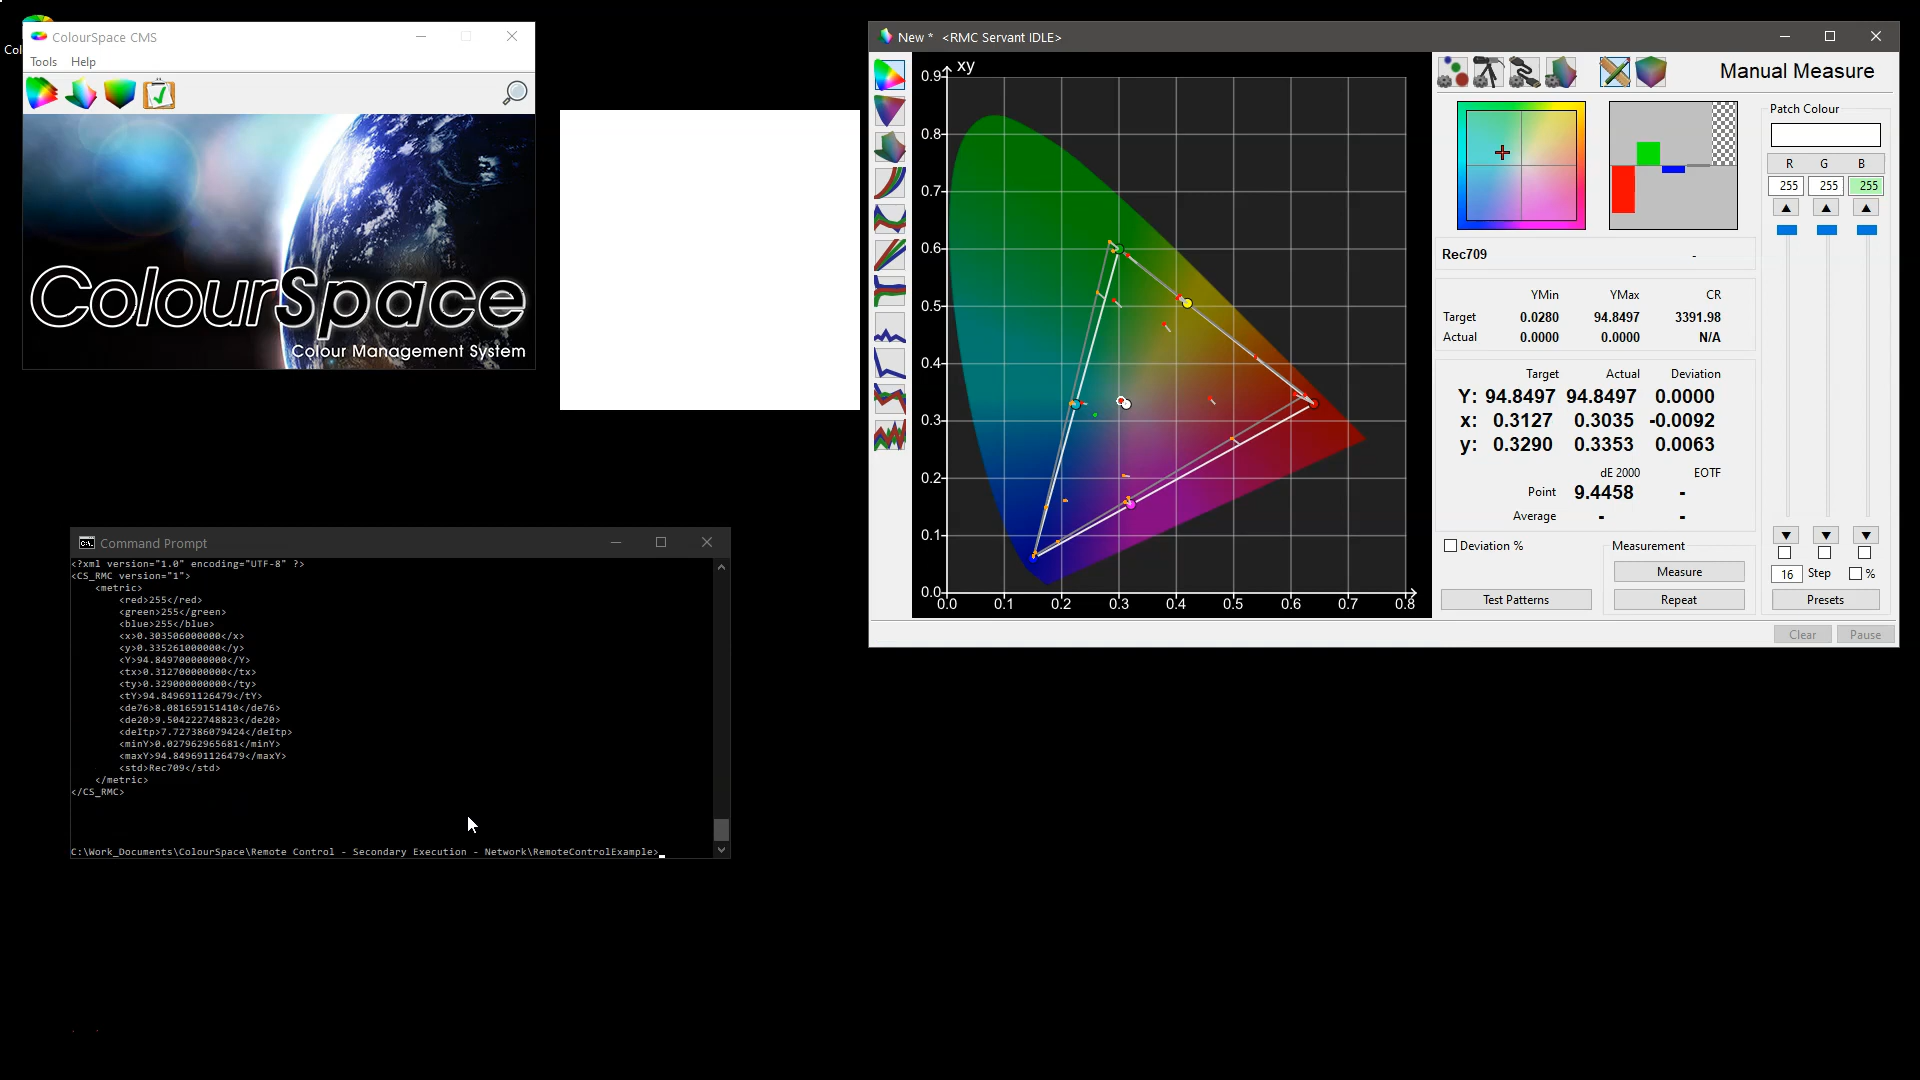 Col
ColourSpace CMS
Tools Help
ColourSpace
Colour Management System
Command Prompt
<?xml version="1.0" encoding="UTF-8" ?>
<CS_RMC version="1">
<metric>
<red>255</red>
<green>255</green>
<blue>255</blue>
<x>0.303506000000</x>
<y>0.335261000000</y>
<Y>94.849700000000</Y>
<tx>0.312700000000</tx>
<ty>0.329000000000</ty>
<tY>94.849691126479</tY>
<de76>8.081659151410</de76>
<de20>9.504222748823</de20>
<deItp>7.727386079424</deItp>
<minY>0.027962965681</minY>
<maxY>94.849691126479</maxY>
<std>Rec709</std>
</metric>
</CS_RMC>
C:\Work_Documents\ColourSpace\Remote Control - Secondary Execution - Network\RemoteControlExample>
New * <RMC Servant IDLE>
xy
0.9
0.8
0.7
0.6
0.5
0.4
0.3
0.2
0.1
0.0
0.0 0.1 0.2 0.3 0.4 0.5 0.6 0.7 0.8
Manual Measure
Patch Colour
R G B
255 255 255
Rec709 -
YMin YMax CR
Target 0.0280 94.8497 3391.98
Actual 0.0000 0.0000 N/A
Target Actual Deviation
Y: 94.8497 94.8497 0.0000
x: 0.3127 0.3035 -0.0092
y: 0.3290 0.3353 0.0063
dE 2000 EOTF
Point 9.4458 -
Average - -
Deviation %
Measurement
Measure
Test Patterns
Repeat
16 Step %
Presets
Clear Pause